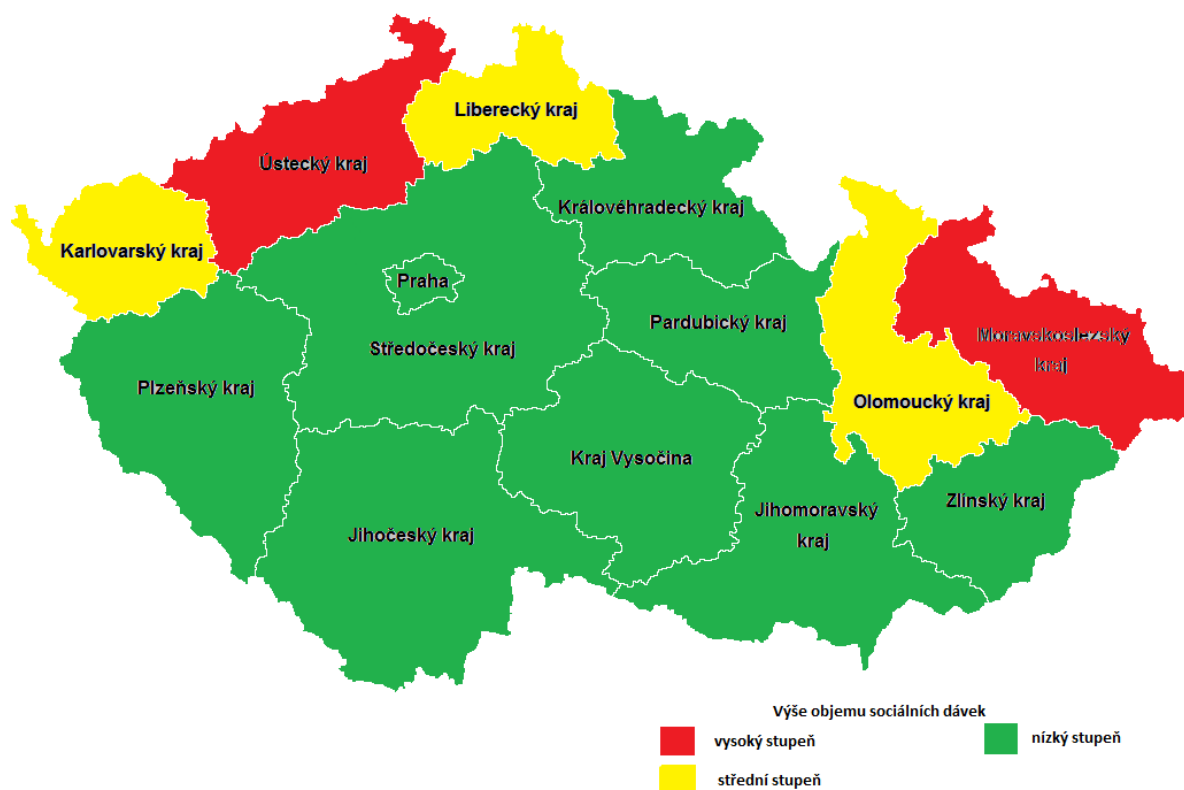 Liberecký kraj
Ústecký kraj
Královéhradecký kraj
Karlovarský kraj
Praha
Pardubický kraj
Moravskoslezský
kraj
Středočeský kraj
Plzeňský kraj
Olomoucký kraj
Kraj Vysočina
Zlínský kraj
Jihomoravský
kraj
Jihočeský kraj
Výše objemu sociálních dávek
vysoký stupeň
nízký stupeň
střední stupeň